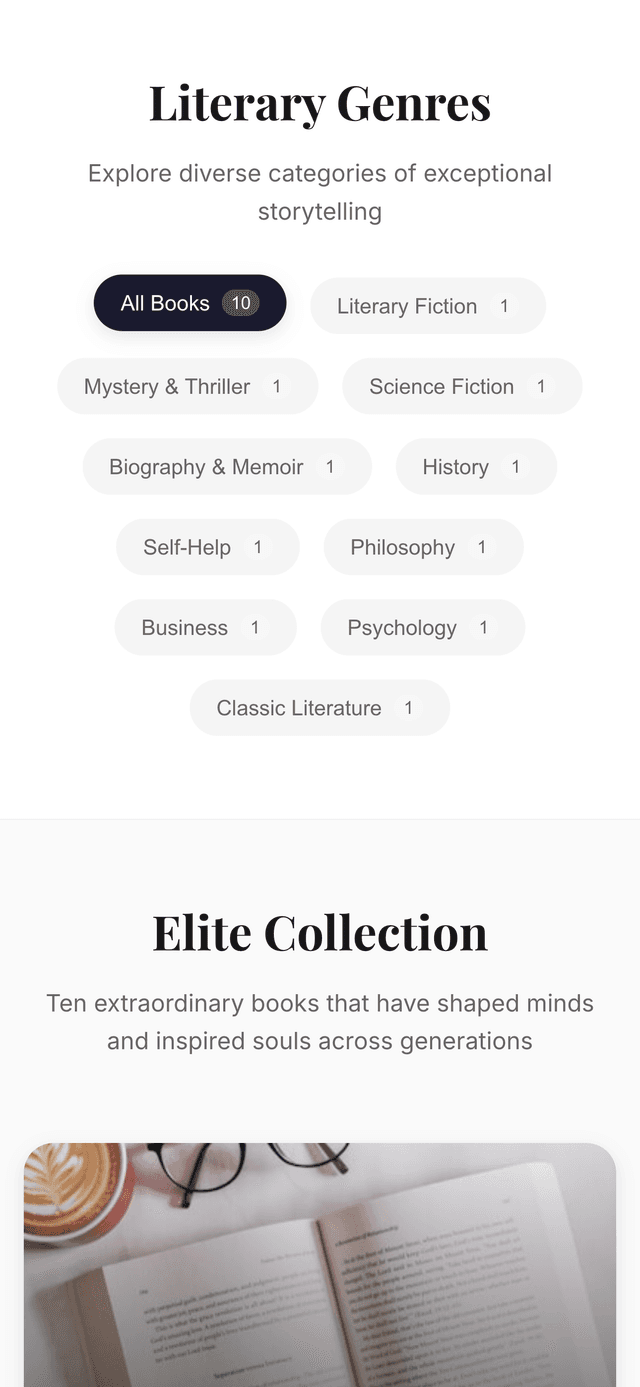 Literary Genres
Explore diverse categories of exceptional
storytelling
All Books 10
Literary Fiction 1
Mystery & Thriller 1
Science Fiction 1
Biography & Memoir 1
History 1
Self-Help 1
Philosophy 1
Business 1
Psychology 1
Classic Literature 1
Elite Collection
Ten extraordinary books that have shaped minds
and inspired souls across generations